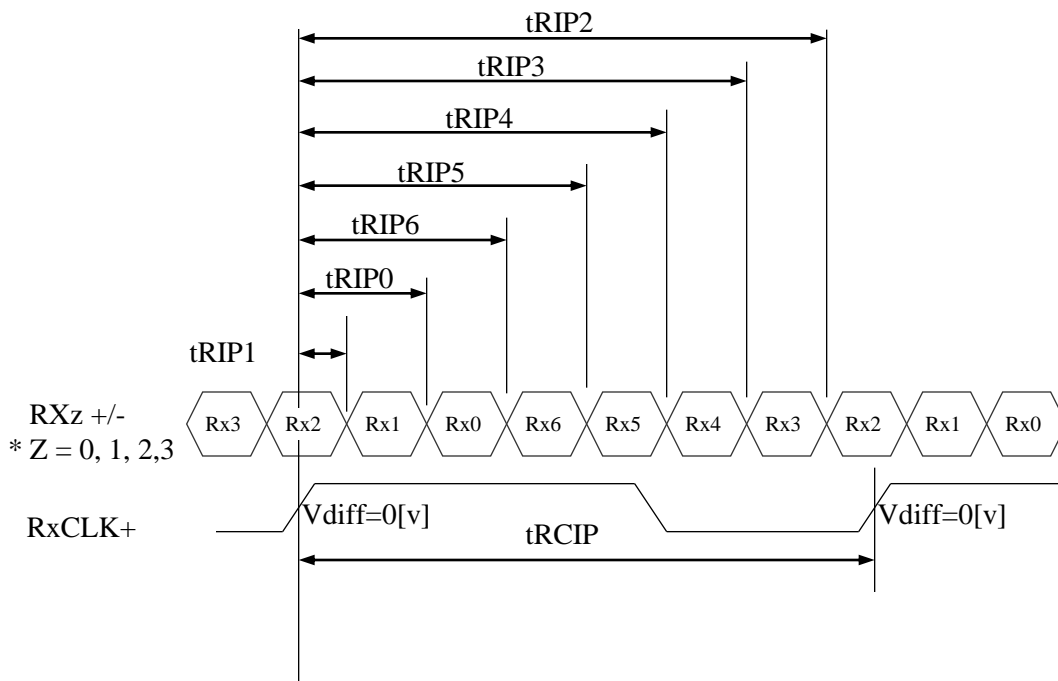 tRIP2
tRIP3
tRIP4
tRIP5
tRIP6
tRIP0
tRIP1
RXz +/-
* Z = 0, 1, 2,3
Rx3 Rx2 Rx1 Rx0 Rx6 Rx5 Rx4 Rx3 Rx2 Rx1 Rx0
RxCLK+
Vdiff=0[v] Vdiff=0[v]
tRCIP